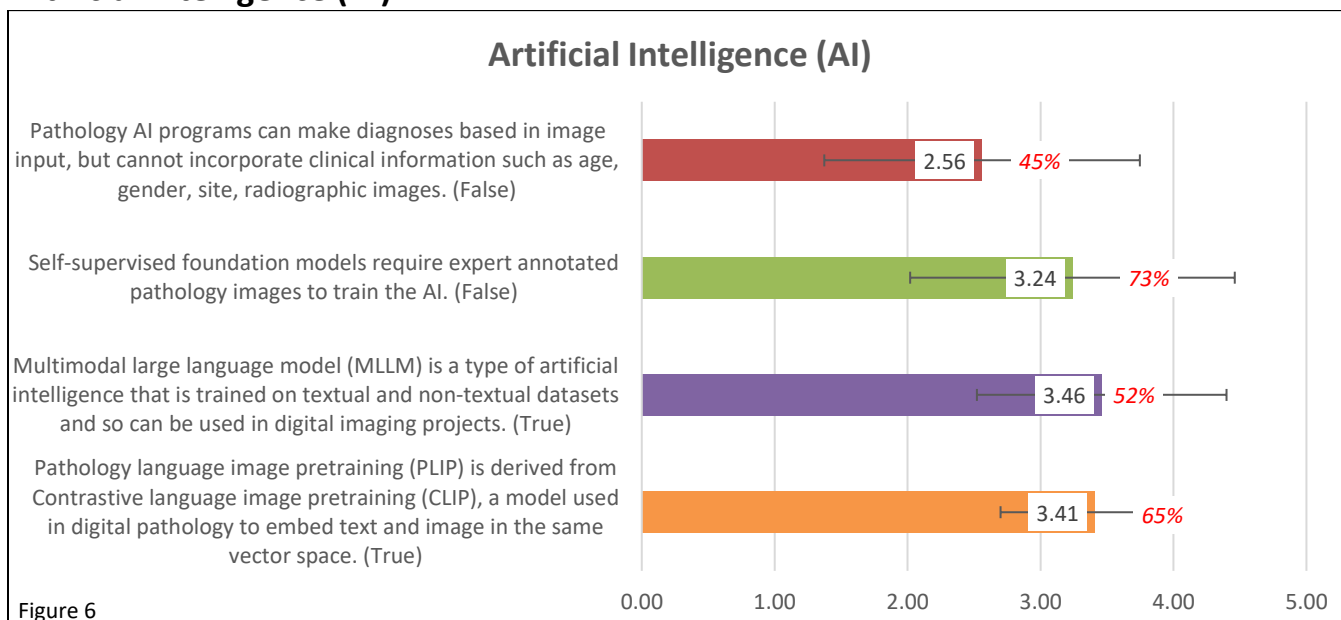 Artificial Intelligence (AI)
Pathology AI programs can make diagnoses based in image
input, but cannot incorporate clinical information such as age,
gender, site, radiographic images. (False)
2.56
45%
Self-supervised foundation models require expert annotated
pathology images to train the AI. (False)
3.24
73%
Multimodal large language model (MLLM) is a type of artificial
intelligence that is trained on textual and non-textual datasets
and so can be used in digital imaging projects. (True)
3.46
52%
Pathology language image pretraining (PLIP) is derived from
Contrastive language image pretraining (CLIP), a model used
in digital pathology to embed text and image in the same
vector space. (True)
3.41
65%
0.00 1.00 2.00 3.00 4.00 5.00
Figure 6